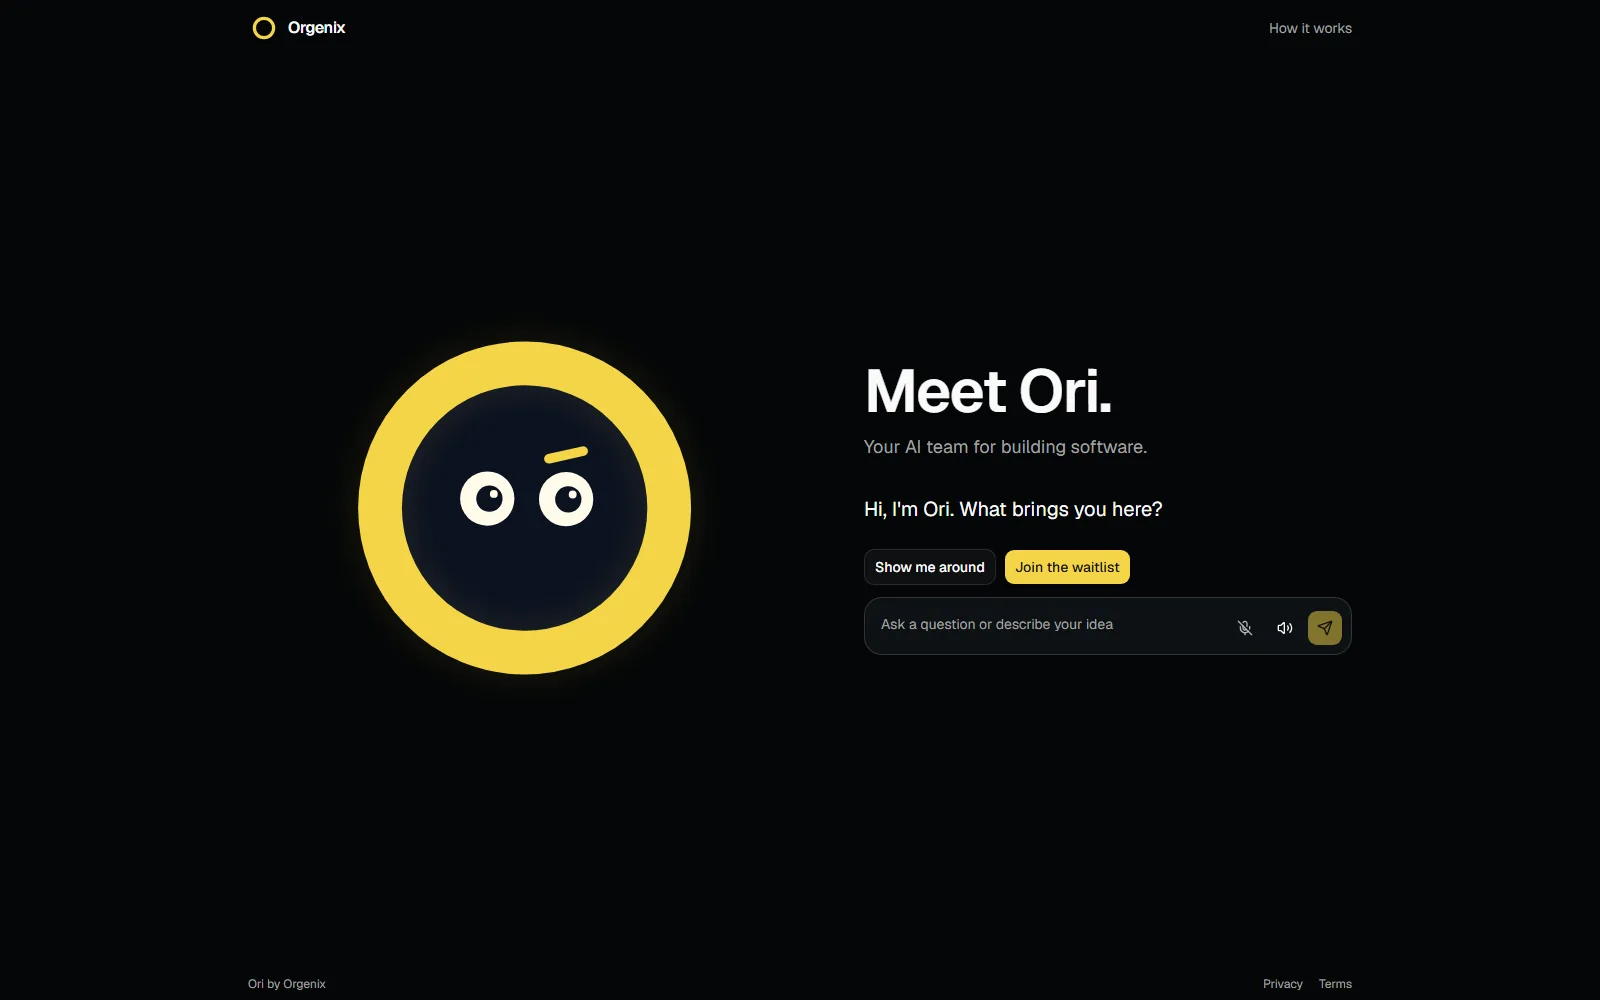 Orgenix
How it works
Meet Ori.
Your AI team for building software.
Hi, I'm Ori. What brings you here?
Show me around
Join the waitlist
Ask a question or describe your idea
Ori by Orgenix
Privacy
Terms